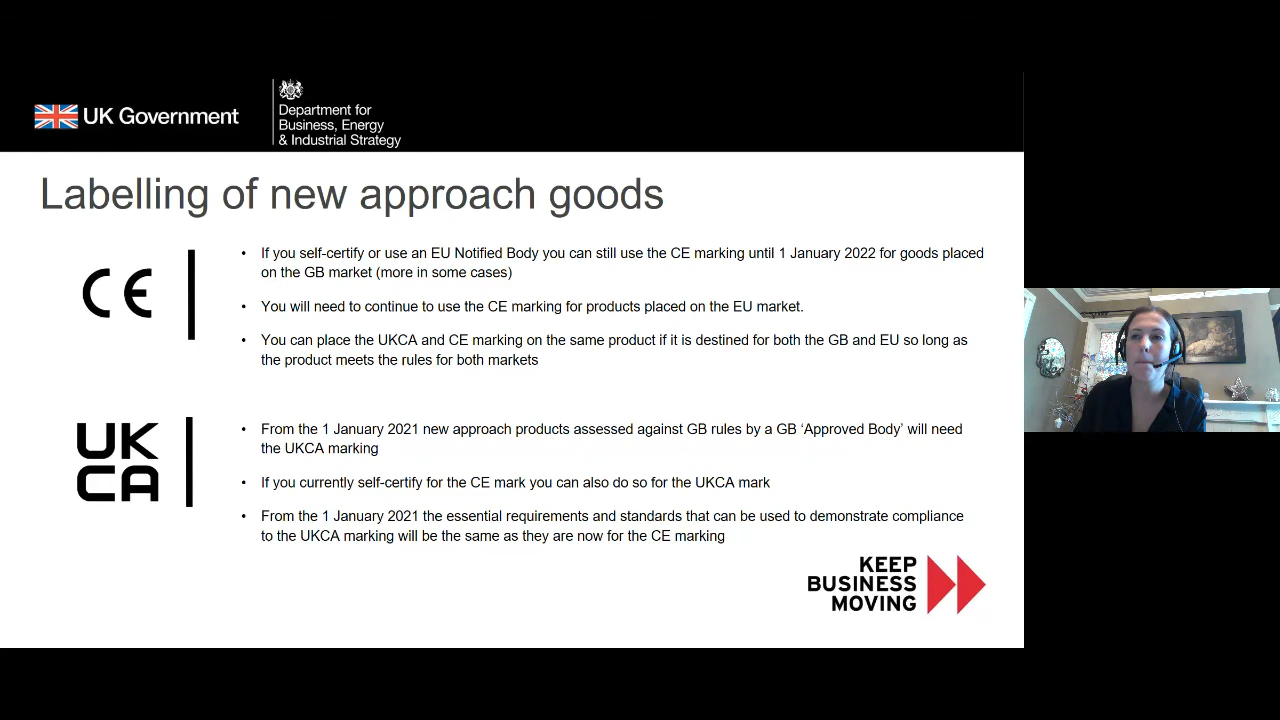 UK Government
Department for
Business, Energy
& Industrial Strategy
Labelling of new approach goods
CE
• If you self-certify or use an EU Notified Body you can still use the CE marking until 1 January 2022 for goods placed
on the GB market (more in some cases)
• You will need to continue to use the CE marking for products placed on the EU market.
• You can place the UKCA and CE marking on the same product if it is destined for both the GB and EU so long as
the product meets the rules for both markets
UK
CA
• From the 1 January 2021 new approach products assessed against GB rules by a GB ‘Approved Body’ will need
the UKCA marking
• If you currently self-certify for the CE mark you can also do so for the UKCA mark
• From the 1 January 2021 the essential requirements and standards that can be used to demonstrate compliance
to the UKCA marking will be the same as they are now for the CE marking
KEEP
BUSINESS
MOVING